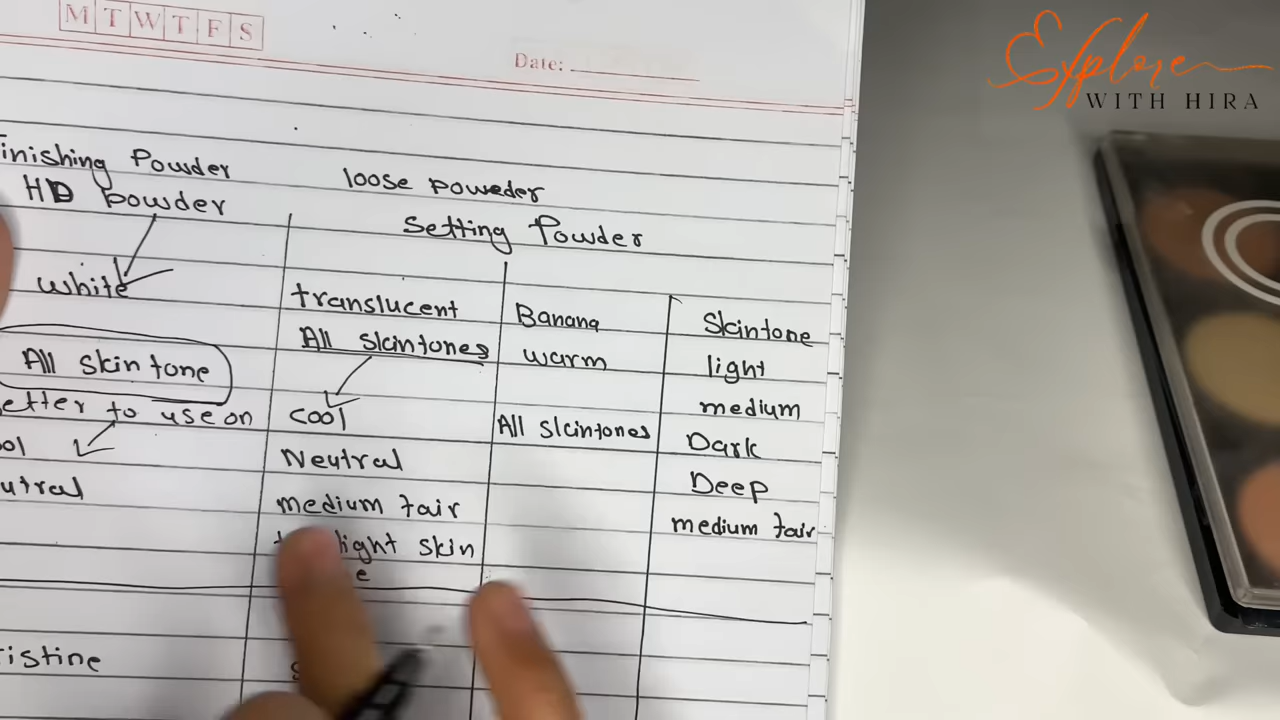 M T W T F S
Date:
Explore
WITH HIRA
inishing Powder
HD powder
loose poweder
Setting Powder
white
translucent
Banana
Skintone
All skintones
warm
light
All skin tone
medium
etter to use on
cool
All skintones
Dark
ol
Neutral
Deep
utral
medium fair
medium fair
light skin
e
istine